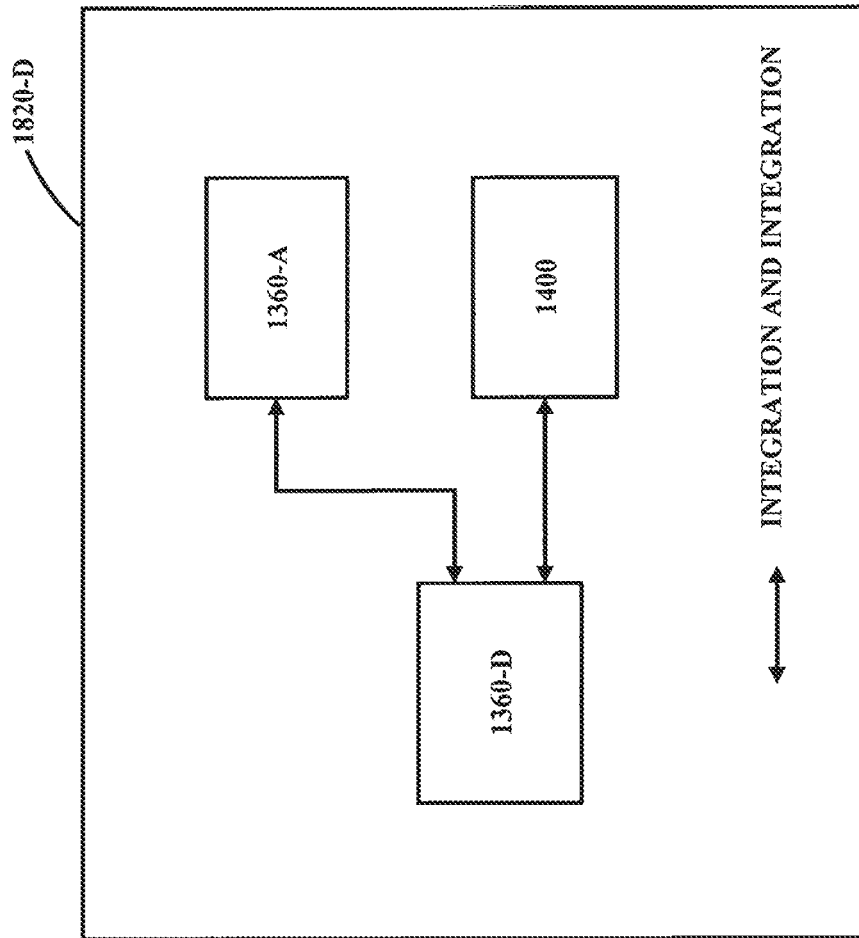 1820-D
1360-A
1400
1360-D
INTEGRATION AND INTEGRATION